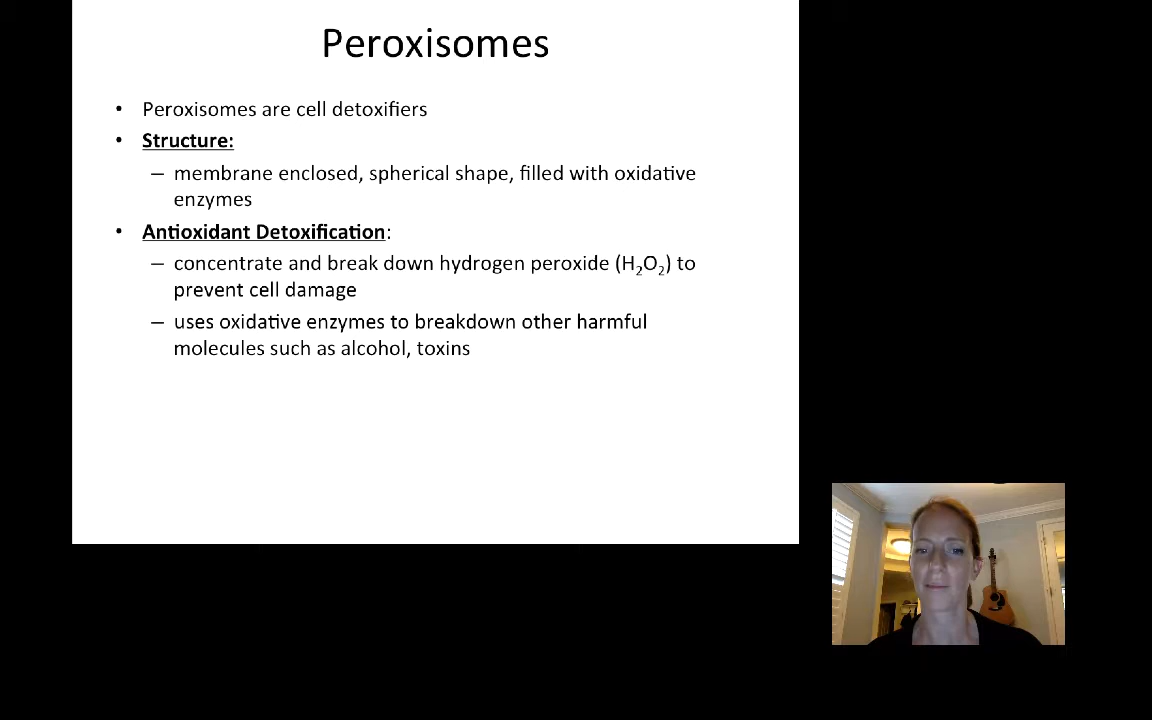 Peroxisomes
• Peroxisomes are cell detoxifiers
• Structure:
– membrane enclosed, spherical shape, filled with oxidative
enzymes
• Antioxidant Detoxification:
– concentrate and break down hydrogen peroxide (H₂O₂) to
prevent cell damage
– uses oxidative enzymes to breakdown other harmful
molecules such as alcohol, toxins